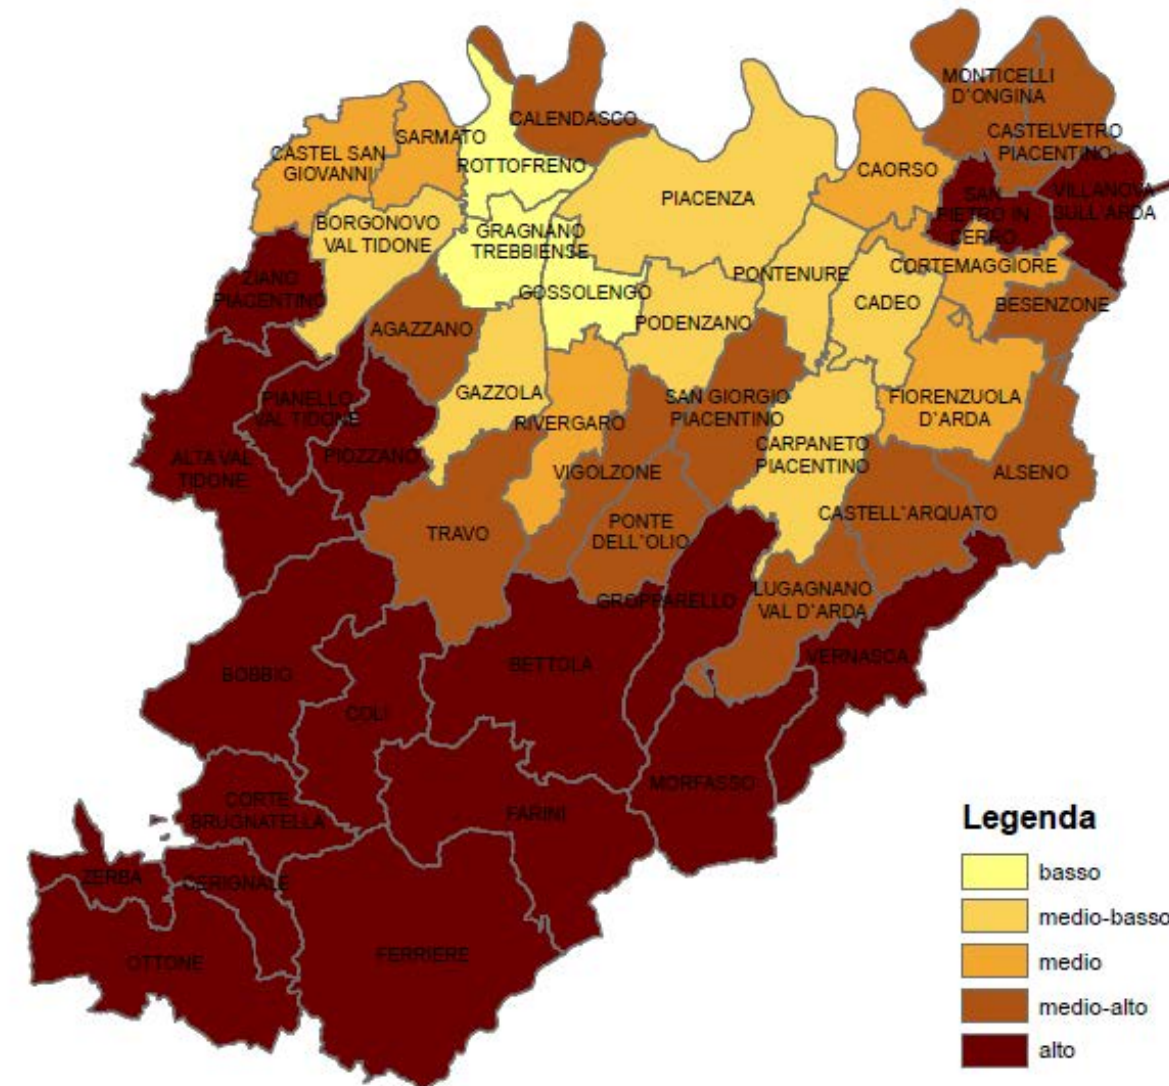 MONTICELLI
D'ONGINA
CALENDASCO
SARMATO
CASTEL SAN
GIOVANNI
ROTTOFRENO
CASTELVETRO
PIACENTINO
CAORSO
PIACENZA
SAN
PIETRO IN
CERRO
VILLANOVA
SULL'ARDA
BORGONOVO
VAL TIDONE
GRAGNANO
TREBBIENSE
ZIANO
PIACENTINO
GOSSOLENGO
PONTENURE
CORTEMAGGIORE
CADEO
BESENZONE
AGAZZANO
PODENZANO
GAZZOLA
PIANELLO
VAL TIDONE
SAN GIORGIO
PIACENTINO
FIORENZUOLA
D'ARDA
RIVERGARO
ALTA VAL
TIDONE
PIOZZANO
VIGOLZONE
CARPANETO
PIACENTINO
ALSENO
TRAVO
PONTE
DELL'OLIO
CASTELL'ARQUATO
GROPPARELLO
LUGAGNANO
VAL D'ARDA
BETTOLA
VERNASCA
BOBBIO
COLI
MORFASSO
CORTE
BRUGNATELLA
FARINI
ZERBA
CERIGNALE
OTTONE
FERRIERE
Legenda
basso
medio-basso
medio
medio-alto
alto